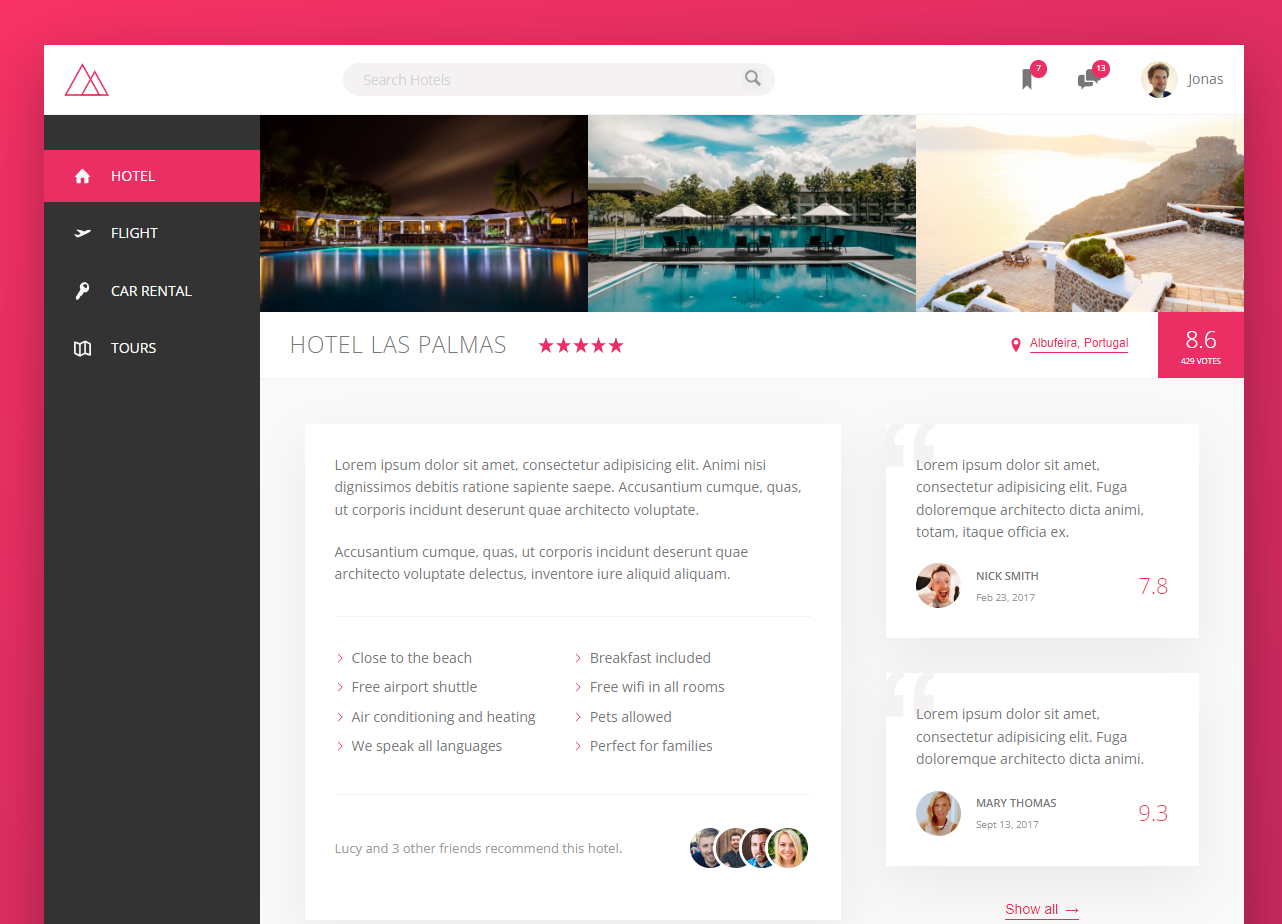 Search Hotels
7
13
Jonas
HOTEL
FLIGHT
CAR RENTAL
TOURS
HOTEL LAS PALMAS
Albufeira, Portugal
8.6
429 VOTES
Lorem ipsum dolor sit amet, consectetur adipisicing elit. Animi nisi
dignissimos debitis ratione sapiente saepe. Accusantium cumque, quas,
ut corporis incidunt deserunt quae architecto voluptate.
Accusantium cumque, quas, ut corporis incidunt deserunt quae
architecto voluptate delectus, inventore iure aliquid aliquam.
Close to the beach
Free airport shuttle
Air conditioning and heating
We speak all languages
Breakfast included
Free wifi in all rooms
Pets allowed
Perfect for families
Lucy and 3 other friends recommend this hotel.
“
Lorem ipsum dolor sit amet,
consectetur adipisicing elit. Fuga
doloremque architecto dicta animi,
totam, itaque officia ex.
NICK SMITH
Feb 23, 2017
7.8
“
Lorem ipsum dolor sit amet,
consectetur adipisicing elit. Fuga
doloremque architecto dicta animi.
MARY THOMAS
Sept 13, 2017
9.3
Show all →